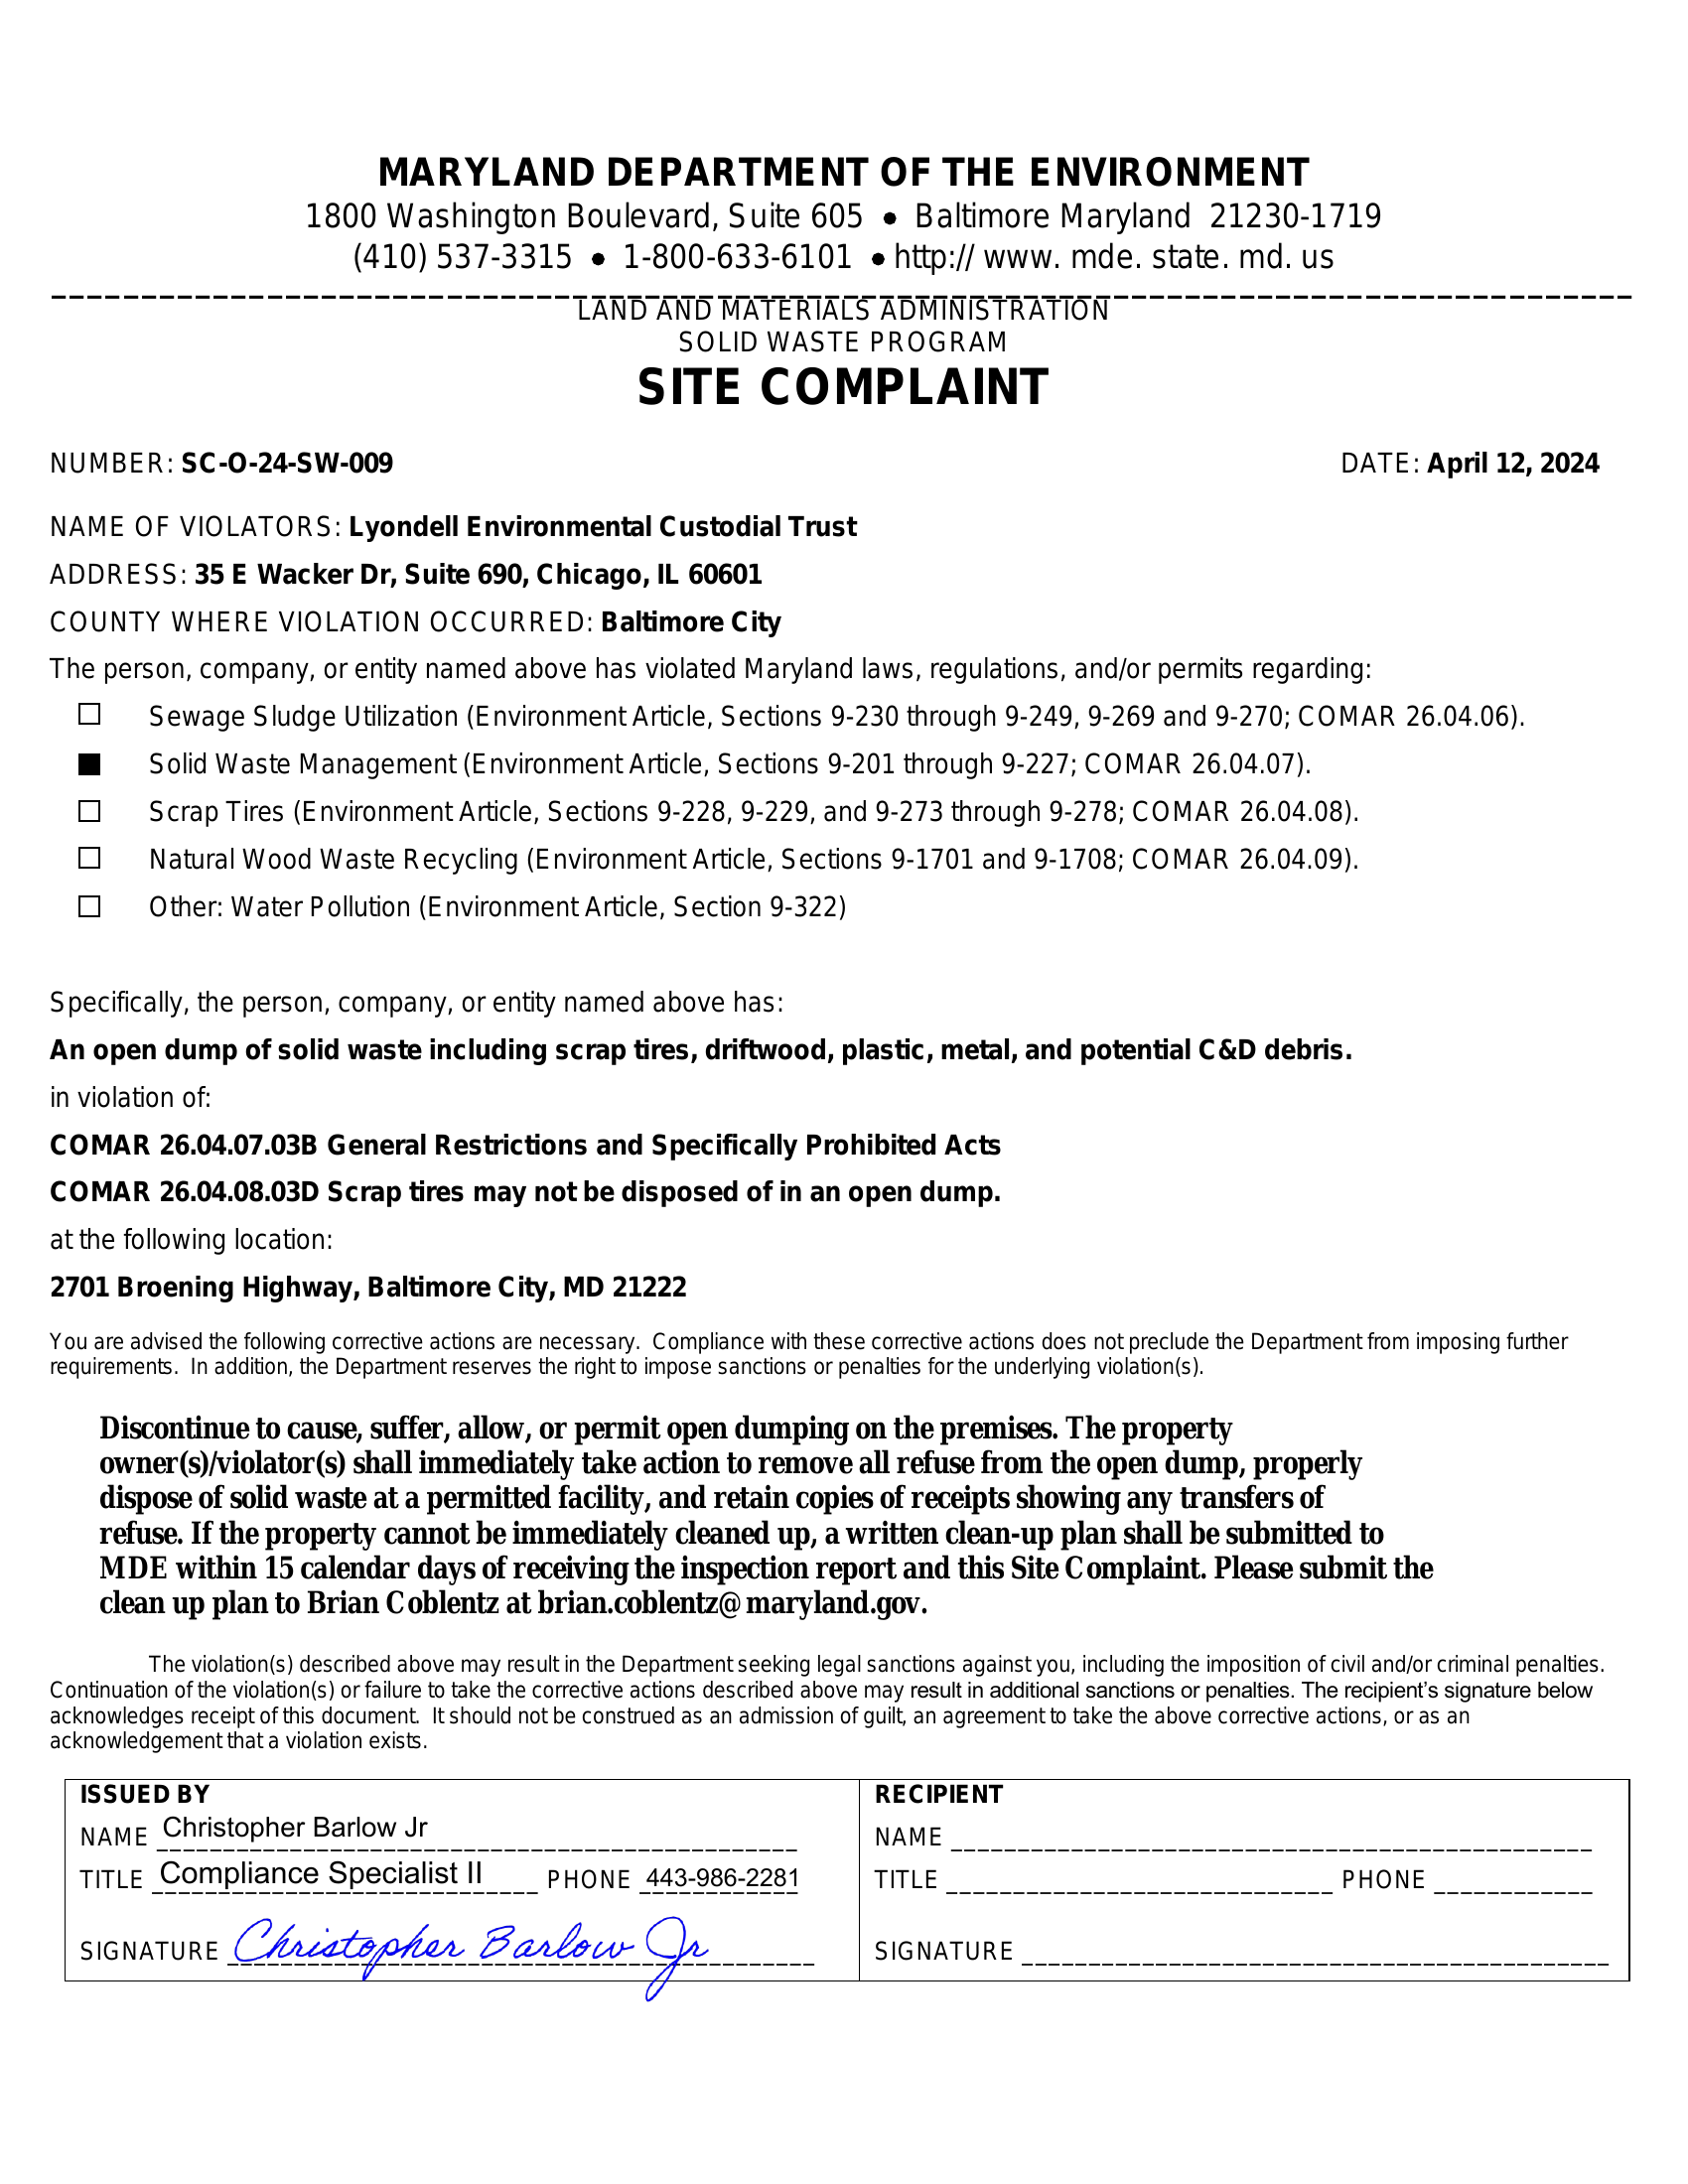 MARYLAND DEPARTMENT OF THE ENVIRONMENT
1800 Washington Boulevard, Suite 605 • Baltimore Maryland 21230-1719
(410) 537-3315 • 1-800-633-6101 • http:// www. mde. state. md. us
LAND AND MATERIALS ADMINISTRATION
SOLID WASTE PROGRAM
SITE COMPLAINT
NUMBER: SC-O-24-SW-009 DATE: April 12, 2024
NAME OF VIOLATORS: Lyondell Environmental Custodial Trust
ADDRESS: 35 E Wacker Dr, Suite 690, Chicago, IL 60601
COUNTY WHERE VIOLATION OCCURRED: Baltimore City
The person, company, or entity named above has violated Maryland laws, regulations, and/or permits regarding:
☐ Sewage Sludge Utilization (Environment Article, Sections 9-230 through 9-249, 9-269 and 9-270; COMAR 26.04.06).
■ Solid Waste Management (Environment Article, Sections 9-201 through 9-227; COMAR 26.04.07).
☐ Scrap Tires (Environment Article, Sections 9-228, 9-229, and 9-273 through 9-278; COMAR 26.04.08).
☐ Natural Wood Waste Recycling (Environment Article, Sections 9-1701 and 9-1708; COMAR 26.04.09).
☐ Other: Water Pollution (Environment Article, Section 9-322)
Specifically, the person, company, or entity named above has:
An open dump of solid waste including scrap tires, driftwood, plastic, metal, and potential C&D debris.
in violation of:
COMAR 26.04.07.03B General Restrictions and Specifically Prohibited Acts
COMAR 26.04.08.03D Scrap tires may not be disposed of in an open dump.
at the following location:
2701 Broening Highway, Baltimore City, MD 21222
You are advised the following corrective actions are necessary. Compliance with these corrective actions does not preclude the Department from imposing further
requirements. In addition, the Department reserves the right to impose sanctions or penalties for the underlying violation(s).
Discontinue to cause, suffer, allow, or permit open dumping on the premises. The property
owner(s)/violator(s) shall immediately take action to remove all refuse from the open dump, properly
dispose of solid waste at a permitted facility, and retain copies of receipts showing any transfers of
refuse. If the property cannot be immediately cleaned up, a written clean-up plan shall be submitted to
MDE within 15 calendar days of receiving the inspection report and this Site Complaint. Please submit the
clean up plan to Brian Coblentz at brian.coblentz@maryland.gov.
The violation(s) described above may result in the Department seeking legal sanctions against you, including the imposition of civil and/or criminal penalties.
Continuation of the violation(s) or failure to take the corrective actions described above may result in additional sanctions or penalties. The recipient's signature below
acknowledges receipt of this document. It should not be construed as an admission of guilt, an agreement to take the above corrective actions, or as an
acknowledgement that a violation exists.
ISSUED BY
NAME Christopher Barlow Jr
TITLE Compliance Specialist II PHONE 443-986-2281
SIGNATURE Christopher Barlow Jr
RECIPIENT
NAME
TITLE PHONE
SIGNATURE